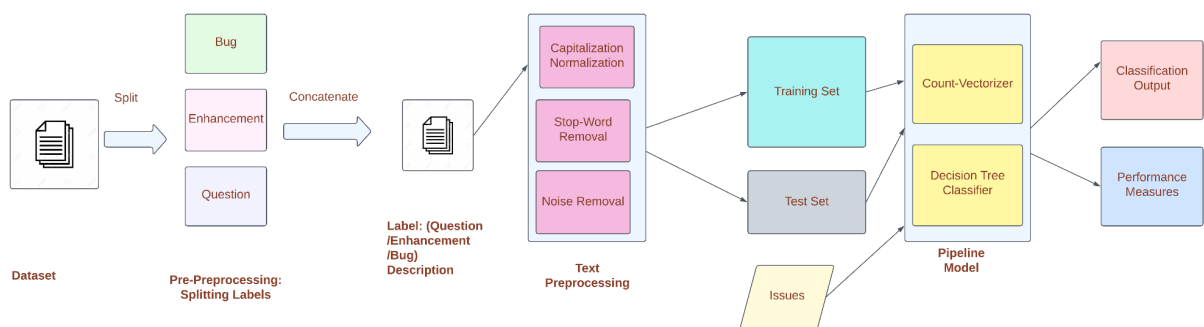 Dataset
Split
Bug
Enhancement
Question
Pre-Preprocessing:
Splitting Labels
Concatenate
Label: (Question
/Enhancement
/Bug)
Description
Capitalization
Normalization
Stop-Word
Removal
Noise Removal
Text
Preprocessing
Training Set
Test Set
Issues
Count-Vectorizer
Decision Tree
Classifier
Pipeline
Model
Classification
Output
Performance
Measures